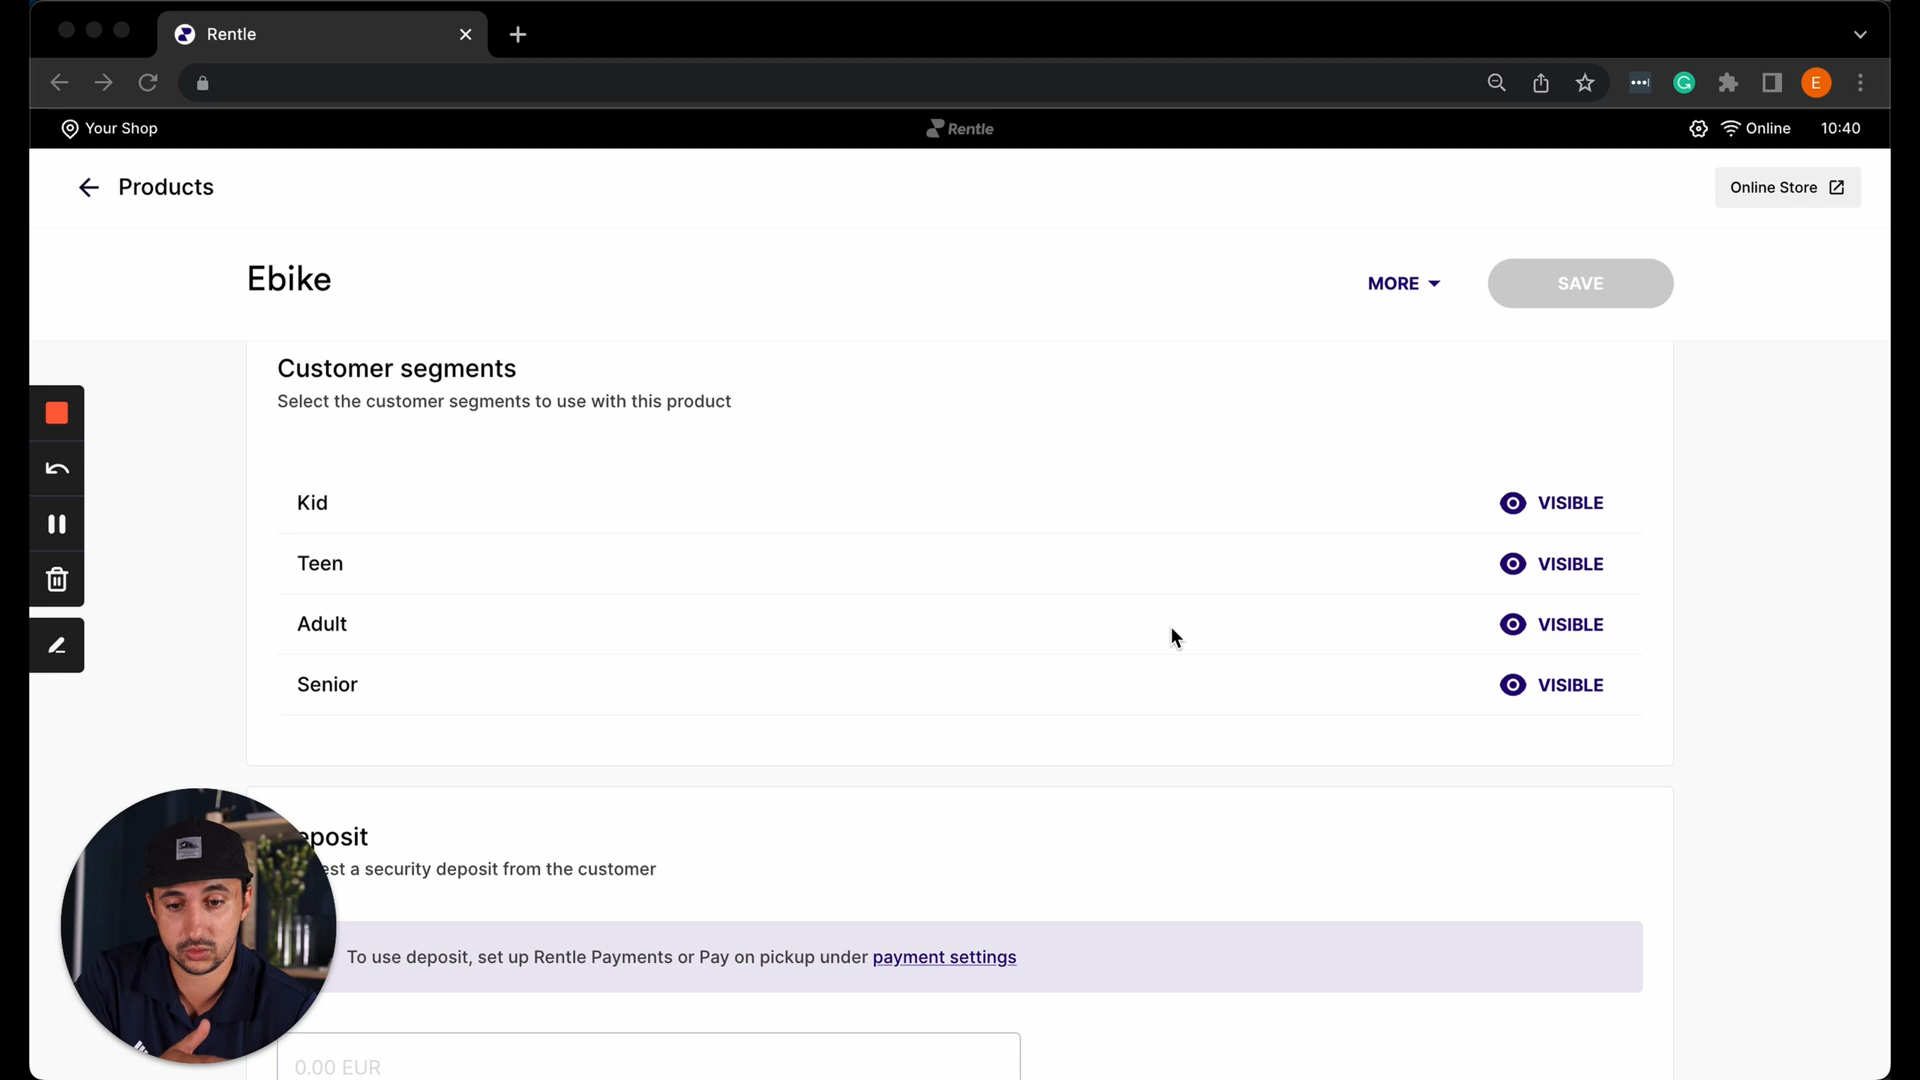 Rentle
E
Your Shop
Rentle
Online
10:40
Products
Online Store
Ebike
MORE
SAVE
Customer segments
Select the customer segments to use with this product
Kid
VISIBLE
Teen
VISIBLE
Adult
VISIBLE
Senior
VISIBLE
eposit
est a security deposit from the customer
To use deposit, set up Rentle Payments or Pay on pickup under payment settings
0.00 EUR